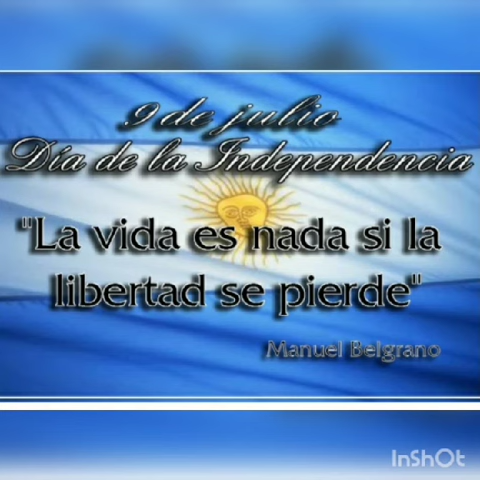 9 de julio
Día de la Independencia
"La vida es nada si la
libertad se pierde"
Manuel Belgrano
InShOt